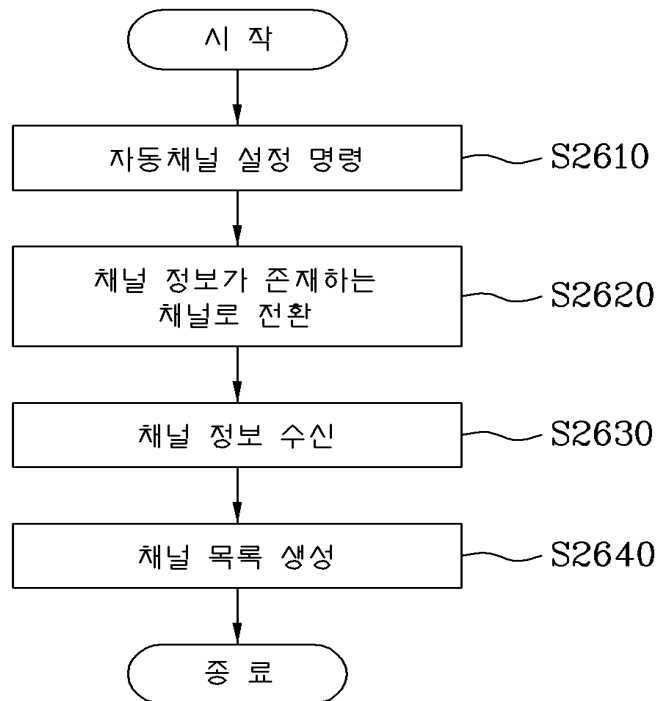 시 작
자동채널 설정 명령
S2610
채널 정보가 존재하는
채널로 전환
S2620
채널 정보 수신
S2630
채널 목록 생성
S2640
종 료